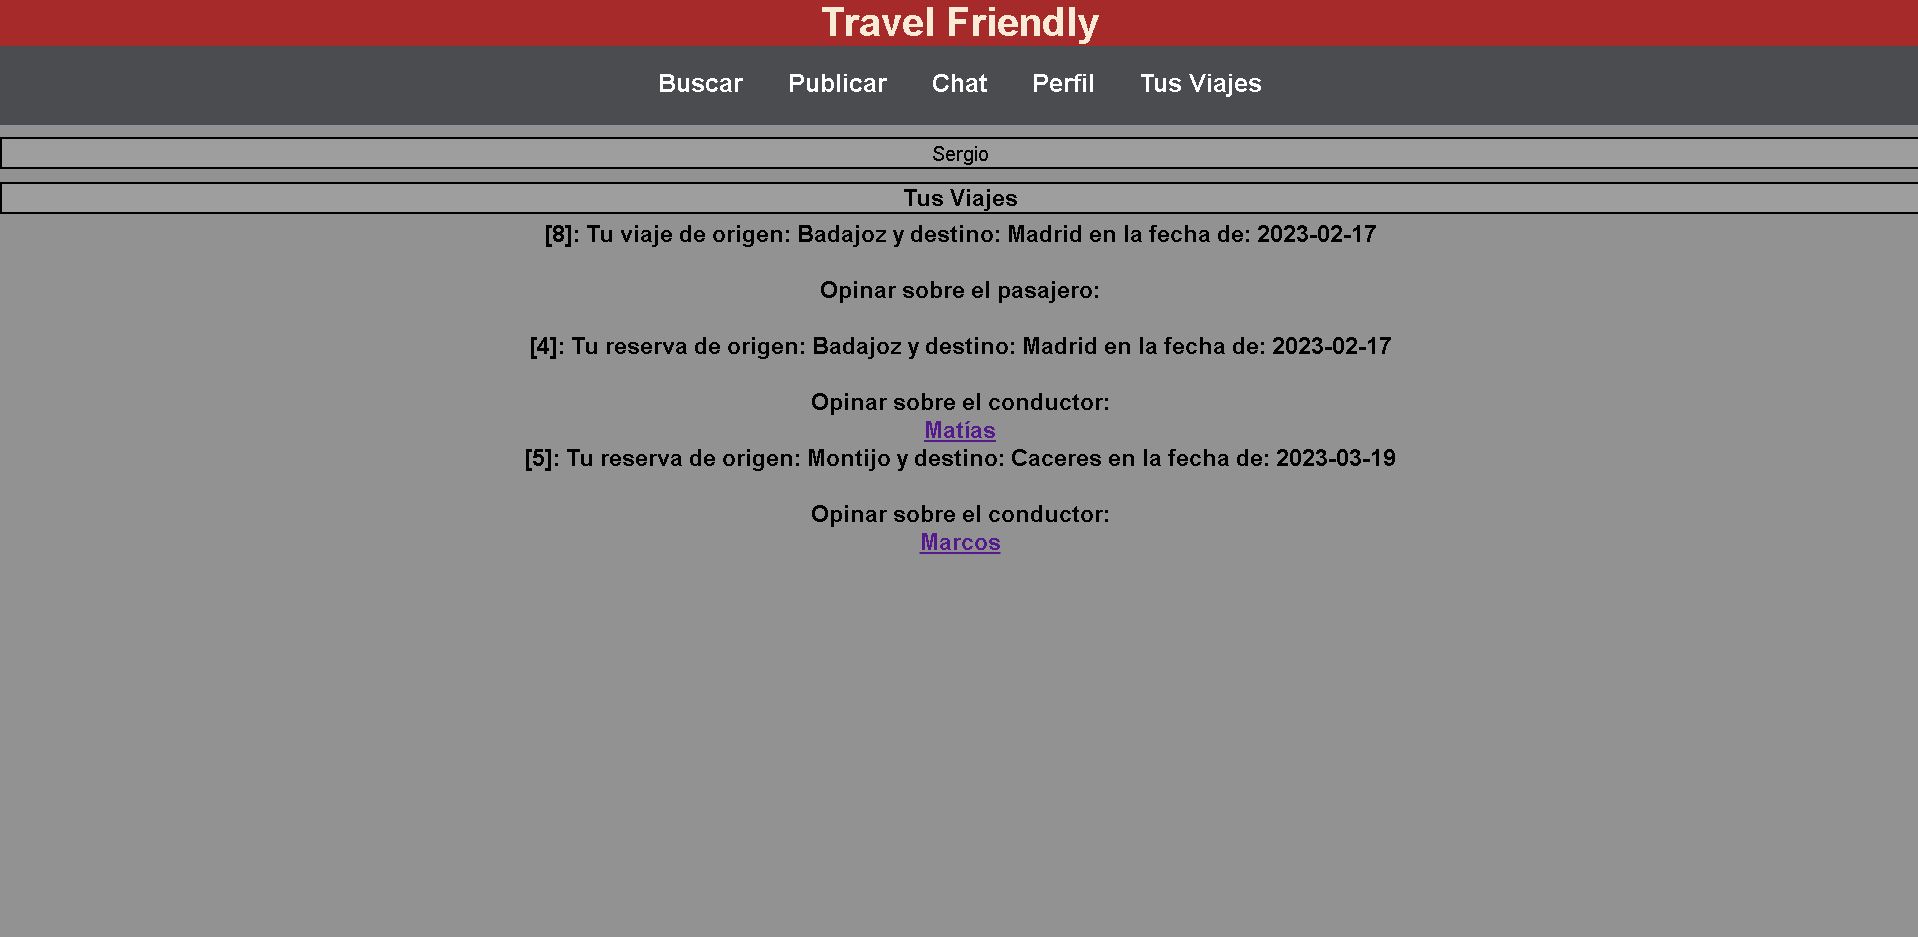 Travel Friendly
Buscar Publicar Chat Perfil Tus Viajes
Sergio
Tus Viajes
[8]: Tu viaje de origen: Badajoz y destino: Madrid en la fecha de: 2023-02-17
Opinar sobre el pasajero:
[4]: Tu reserva de origen: Badajoz y destino: Madrid en la fecha de: 2023-02-17
Opinar sobre el conductor:
Matías
[5]: Tu reserva de origen: Montijo y destino: Caceres en la fecha de: 2023-03-19
Opinar sobre el conductor:
Marcos